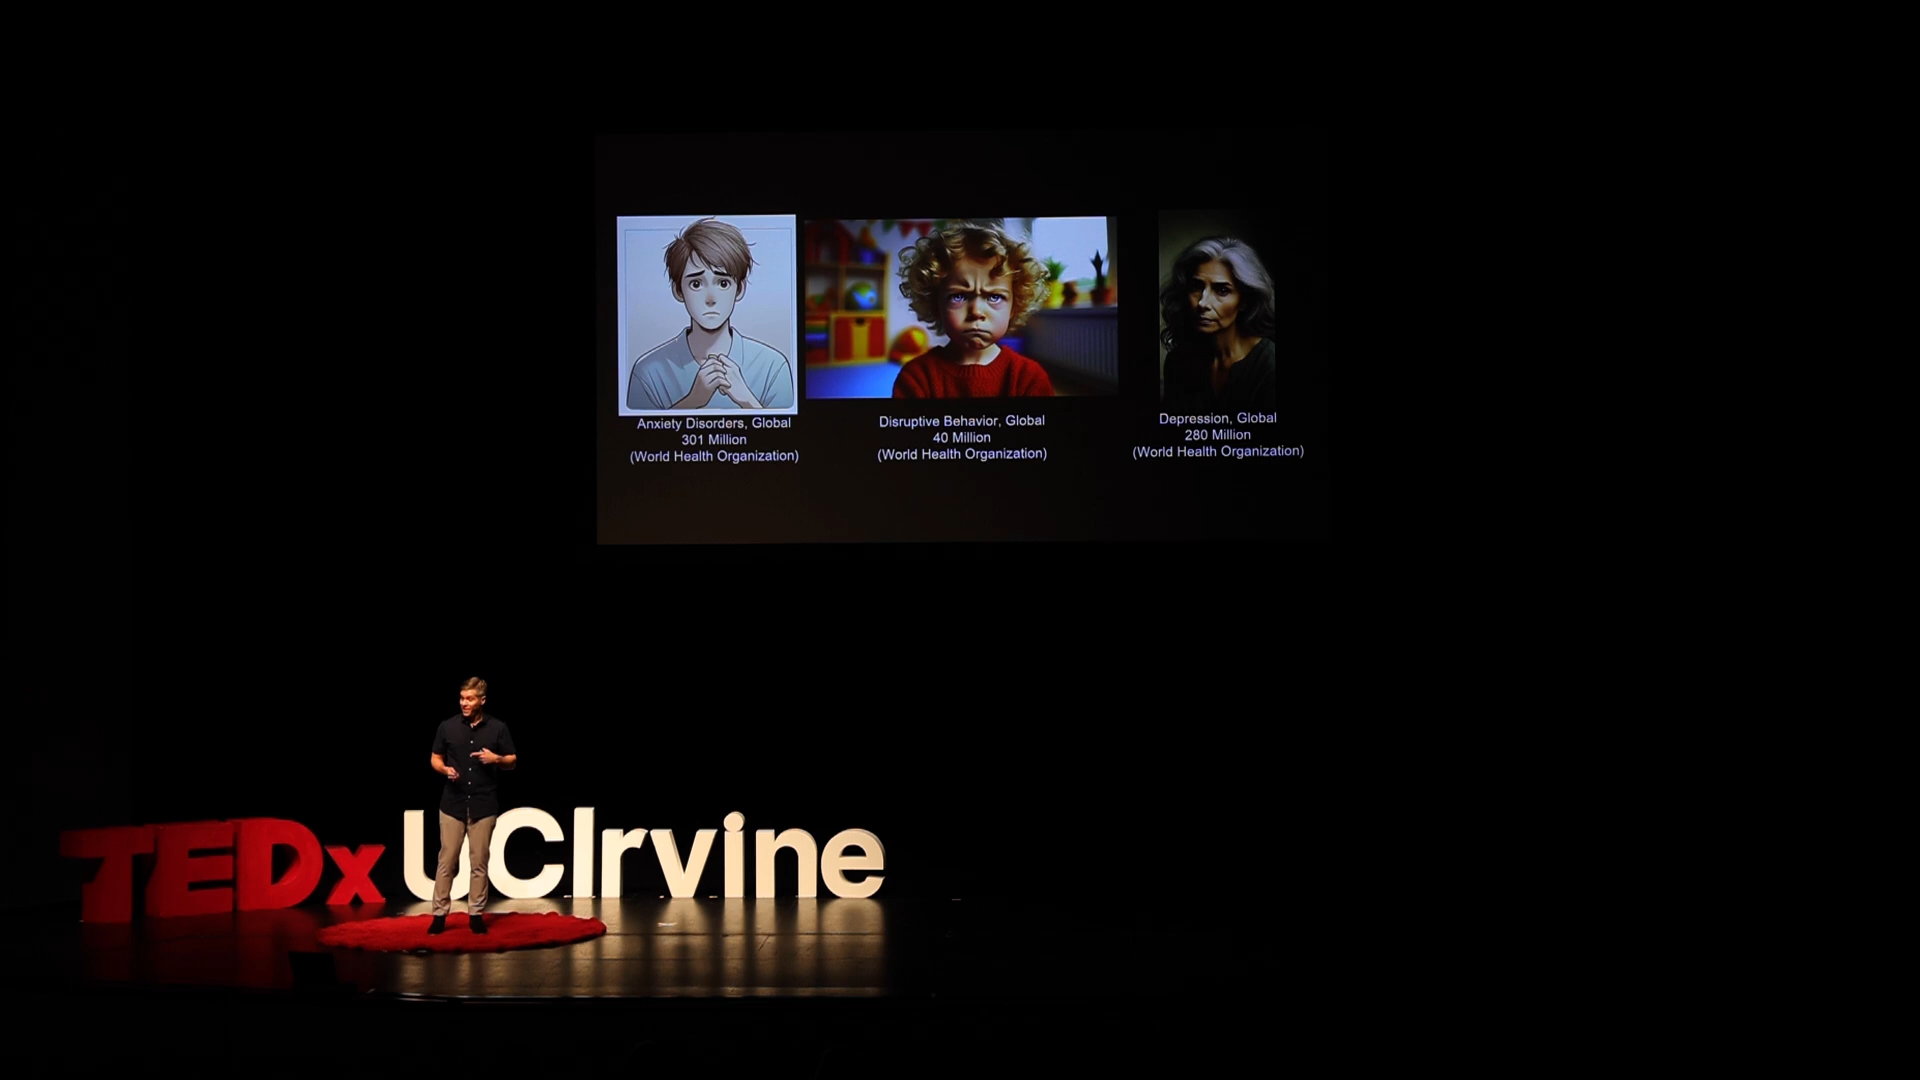 Anxiety Disorders, Global
301 Million
(World Health Organization)
Disruptive Behavior, Global
40 Million
(World Health Organization)
Depression, Global
280 Million
(World Health Organization)
TEDxUCIrvine